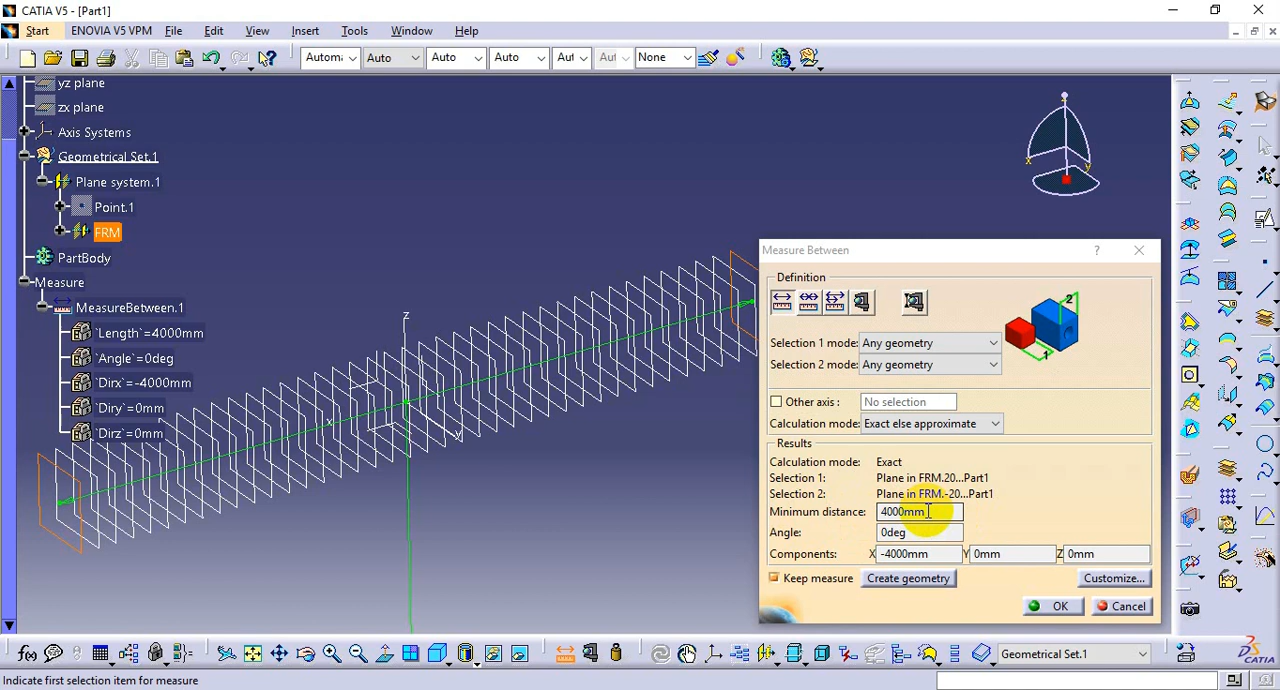 CATIA V5 - [Part1]
Start ENOVIA V5 VPM File Edit View Insert Tools Window Help
Automa Auto Auto Auto Aut Aut None
yz plane
zx plane
Axis Systems
Geometrical Set.1
Plane system.1
Point.1
FRM
PartBody
Measure
MeasureBetween.1
`Length`=4000mm
`Angle`=0deg
`Dirx`=-4000mm
`Diry`=0mm
`Dirz`=0mm
z
x
y
z
x
y
Measure Between ?
Definition
1
2
Selection 1 mode: Any geometry
Selection 2 mode: Any geometry
Other axis : No selection
Calculation mode: Exact else approximate
Results
Calculation mode: Exact
Selection 1: Plane in FRM.20...Part1
Selection 2: Plane in FRM.-20...Part1
Minimum distance: 4000mm
Angle: 0deg
Components: X -4000mm Y 0mm Z 0mm
Keep measure Create geometry Customize...
OK Cancel
f(x) Geometrical Set.1
CATIA
Indicate first selection item for measure